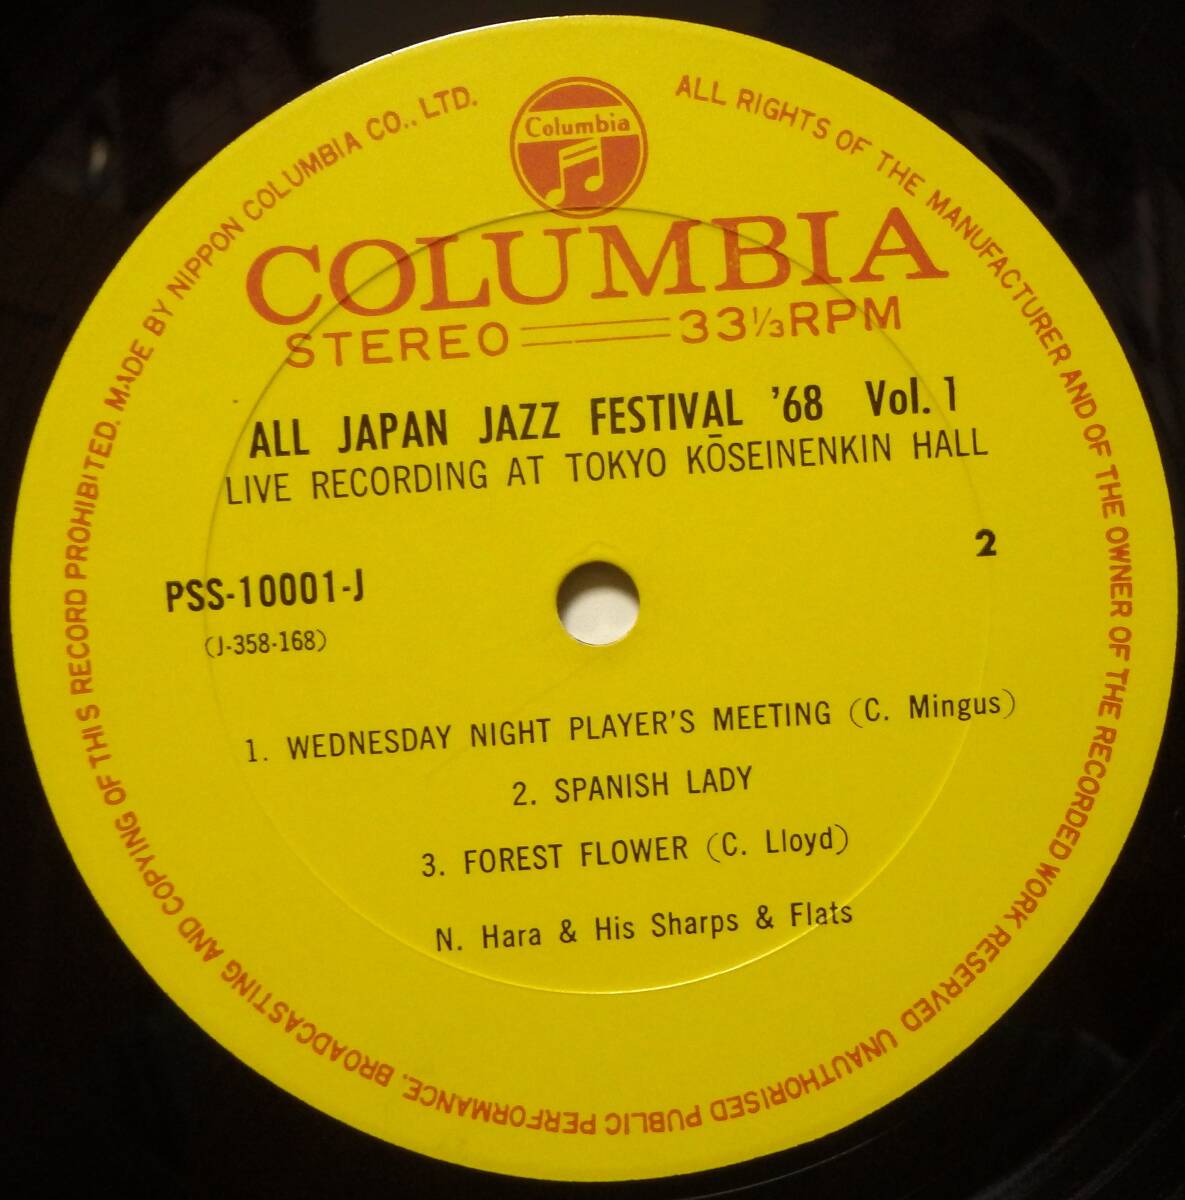 ALL RIGHTS OF THE MANUFACTURER AND OF THE OWNER OF THE RECORDED WORK RESERVED UNAUTHORISED PUBLIC PERFORMANCE. BROADCASTING AND COPYING OF THIS RECORD PROHIBITED. MADE BY NIPPON COLUMBIA CO., LTD.
Columbia
COLUMBIA
STEREO 33⅓RPM
ALL JAPAN JAZZ FESTIVAL '68 Vol. 1
LIVE RECORDING AT TOKYO KŌSEINENKIN HALL
2
PSS-10001-J
(J-358-168)
1. WEDNESDAY NIGHT PLAYER'S MEETING (C. Mingus)
2. SPANISH LADY
3. FOREST FLOWER (C. Lloyd)
N. Hara & His Sharps & Flats